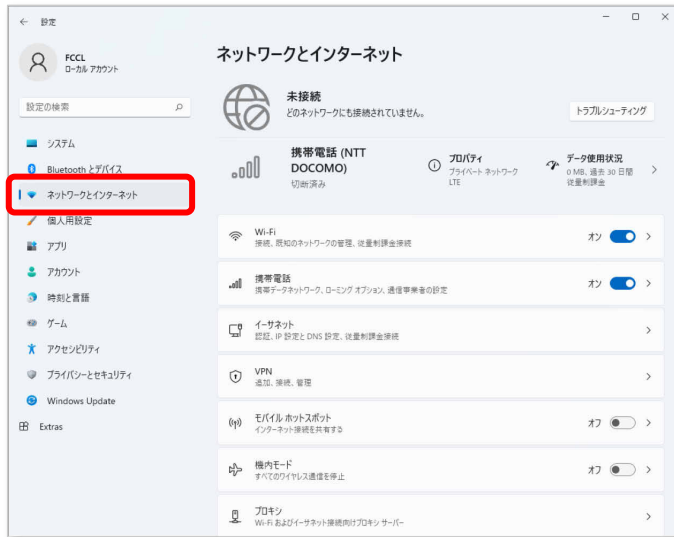 設定
FCCL
ローカル アカウント
設定の検索
システム
Bluetooth とデバイス
ネットワークとインターネット
個人用設定
アプリ
アカウント
時刻と言語
ゲーム
アクセシビリティ
プライバシーとセキュリティ
Windows Update
Extras
ネットワークとインターネット
未接続
どのネットワークにも接続されていません。
トラブルシューティング
携帯電話 (NTT
DOCOMO)
切断済み
プロパティ
プライベート ネットワーク
LTE
データ使用状況
0 MB、過去 30 日間
従量制課金
Wi-Fi
接続、既知のネットワークの管理、従量制課金接続
オン
携帯電話
携帯データネットワーク、ローミング オプション、通信事業者の設定
オン
イーサネット
認証、IP 設定と DNS 設定、従量制課金接続
VPN
追加、接続、管理
モバイル ホットスポット
インターネット接続を共有する
オフ
機内モード
すべてのワイヤレス通信を停止
オフ
プロキシ
Wi-Fi およびイーサネット接続向けプロキシ サーバー